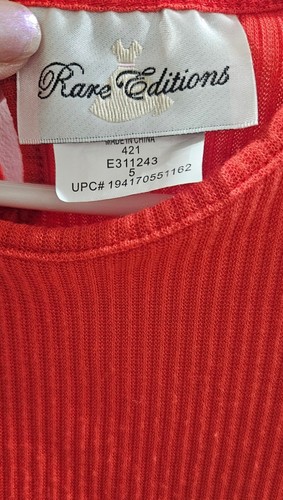 Rare Editions
MADE IN CHINA
421
E311243
5
UPC# 194170551162